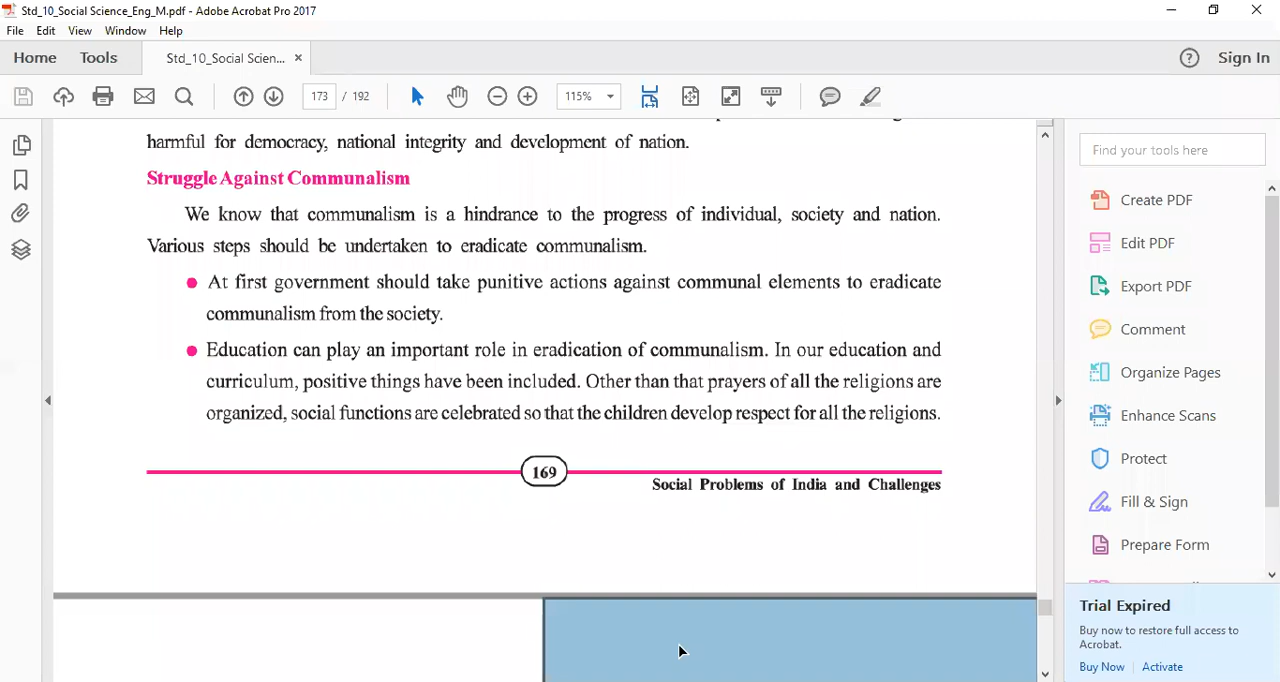 Std_10_Social Science_Eng_M.pdf - Adobe Acrobat Pro 2017
File Edit View Window Help
Home Tools Std_10_Social Scien... × ? Sign In
173 / 192 115%
harmful for democracy, national integrity and development of nation.
Struggle Against Communalism
We know that communalism is a hindrance to the progress of individual, society and nation.
Various steps should be undertaken to eradicate communalism.
● At first government should take punitive actions against communal elements to eradicate
communalism from the society.
● Education can play an important role in eradication of communalism. In our education and
curriculum, positive things have been included. Other than that prayers of all the religions are
organized, social functions are celebrated so that the children develop respect for all the religions.
169
Social Problems of India and Challenges
Find your tools here
Create PDF
Edit PDF
Export PDF
Comment
Organize Pages
Enhance Scans
Protect
Fill & Sign
Prepare Form
Trial Expired
Buy now to restore full access to
Acrobat.
Buy Now Activate